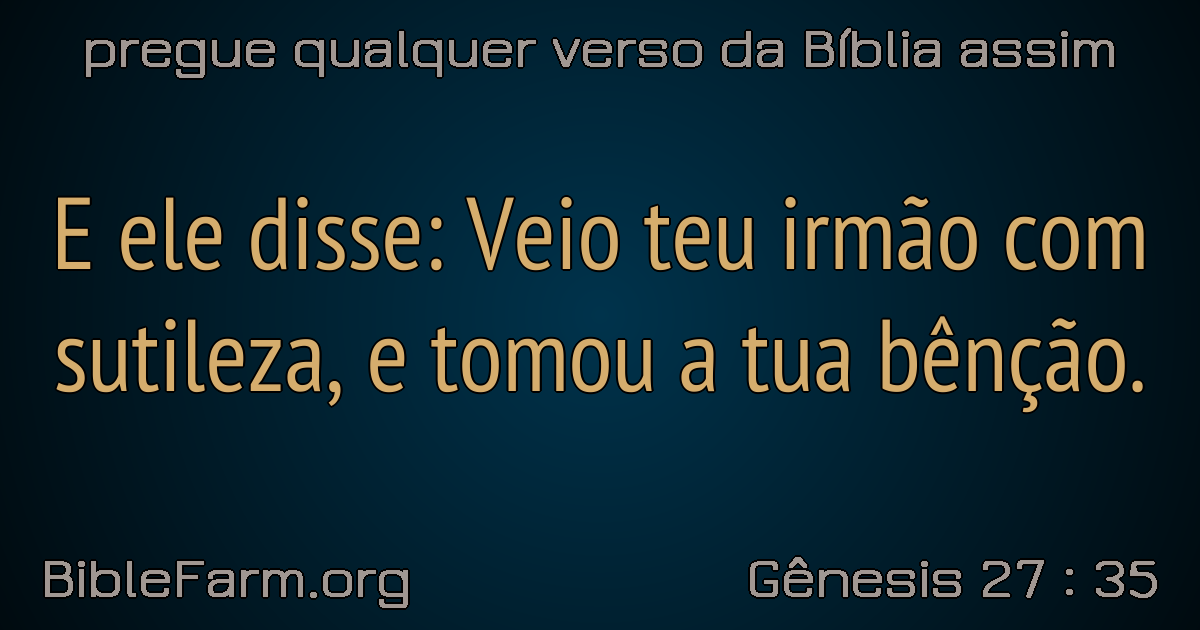 pregue qualquer verso da Bíblia assim
E ele disse: Veio teu irmão com
sutileza, e tomou a tua bênção.
BibleFarm.org
Gênesis 27 : 35